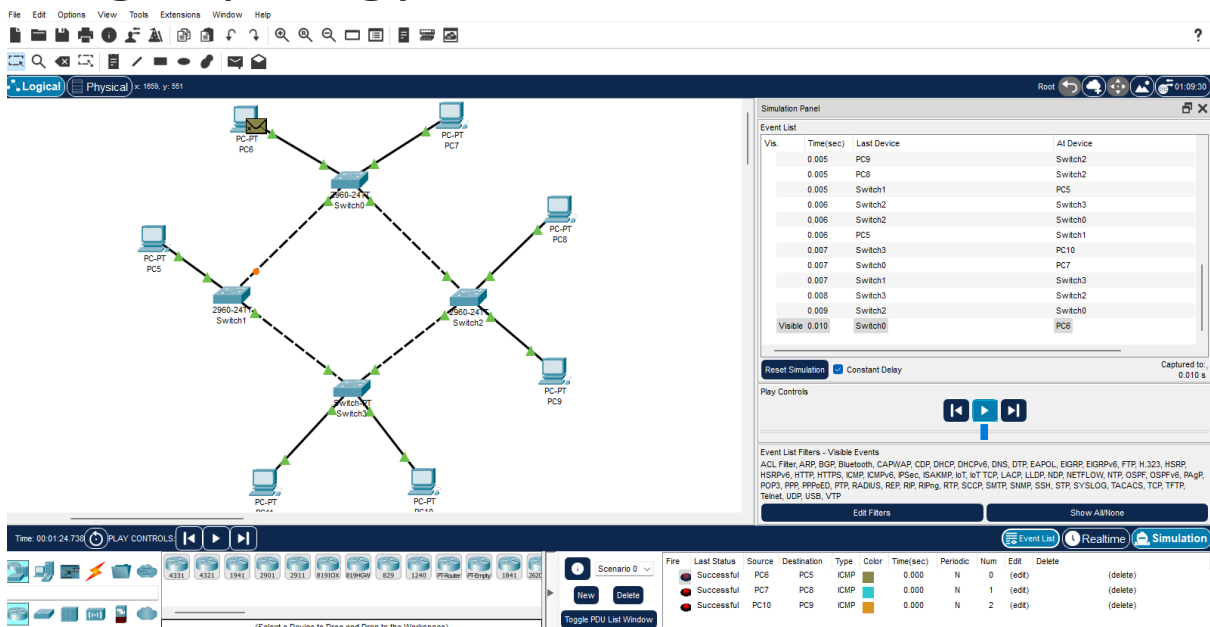 File Edit Options View Tools Extensions Window Help
?
Logical Physical x: 1659, y: 551 Root 01:09:30
PC-PT
PC6
PC-PT
PC7
2960-24TT
Switch0
PC-PT
PC8
PC-PT
PC5
2960-24TT
Switch1
2960-24TT
Switch2
PC-PT
PC9
Switch-PT
Switch3
PC-PT
PC-PT
Simulation Panel
Event List
Vis. Time(sec) Last Device At Device
0.005 PC9 Switch2
0.005 PC8 Switch2
0.005 Switch1 PC5
0.006 Switch2 Switch3
0.006 Switch2 Switch0
0.006 PC5 Switch1
0.007 Switch3 PC10
0.007 Switch0 PC7
0.007 Switch1 Switch3
0.008 Switch3 Switch2
0.009 Switch2 Switch0
Visible 0.010 Switch0 PC6
Reset Simulation Constant Delay Captured to:
0.010 s
Play Controls
Event List Filters - Visible Events
ACL Filter, ARP, BGP, Bluetooth, CAPWAP, CDP, DHCP, DHCPv6, DNS, DTP, EAPOL, EIGRP, EIGRPv6, FTP, H.323, HSRP,
HSRPv6, HTTP, HTTPS, ICMP, ICMPv6, IPSec, ISAKMP, IoT, IoT TCP, LACP, LLDP, NDP, NETFLOW, NTP, OSPF, OSPFv6, PAgP,
POP3, PPP, PPPoED, PTP, RADIUS, REP, RIP, RIPng, RTP, SCCP, SMTP, SNMP, SSH, STP, SYSLOG, TACACS, TCP, TFTP,
Telnet, UDP, USB, VTP
Edit Filters Show All/None
Time: 00:01:24.738 PLAY CONTROLS: Event List Realtime Simulation
4331 4321 1941 2901 2911 819IOX 819HGW 829 1240 PT-Router PT-Empty 1841 2620
Scenario 0
New Delete
Toggle PDU List Window
Fire Last Status Source Destination Type Color Time(sec) Periodic Num Edit Delete
Successful PC6 PC5 ICMP 0.000 N 0 (edit) (delete)
Successful PC7 PC8 ICMP 0.000 N 1 (edit) (delete)
Successful PC10 PC9 ICMP 0.000 N 2 (edit) (delete)